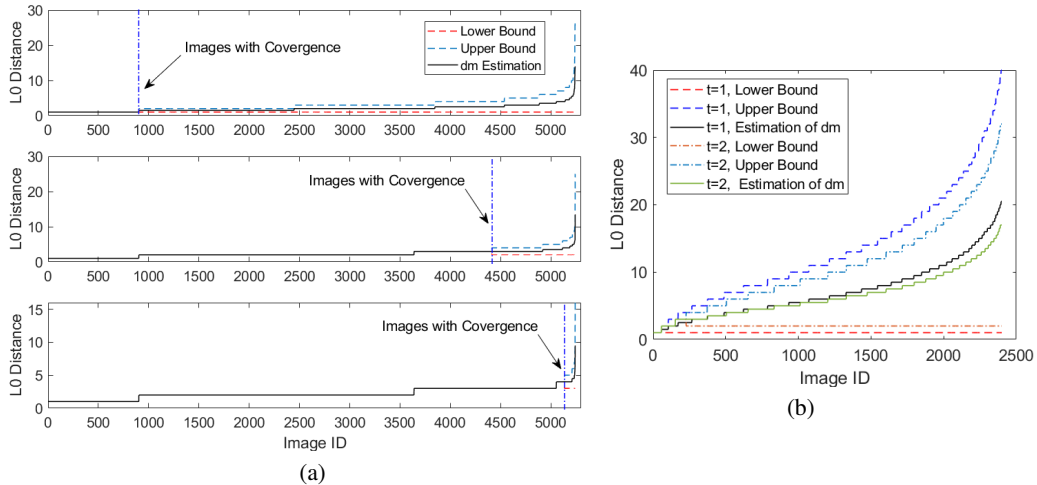 30
20
10
0
L0 Distance
Images with Covergence
Lower Bound
Upper Bound
dm Estimation
0 500 1000 1500 2000 2500 3000 3500 4000 4500 5000
30
20
10
0
L0 Distance
Images with Covergence
0 500 1000 1500 2000 2500 3000 3500 4000 4500 5000
15
10
5
0
L0 Distance
Images with Covergence
0 500 1000 1500 2000 2500 3000 3500 4000 4500 5000
Image ID
(a)
40
30
20
10
0
L0 Distance
t=1, Lower Bound
t=1, Upper Bound
t=1, Estimation of dm
t=2, Lower Bound
t=2, Upper Bound
t=2, Estimation of dm
0 500 1000 1500 2000 2500
Image ID
(b)